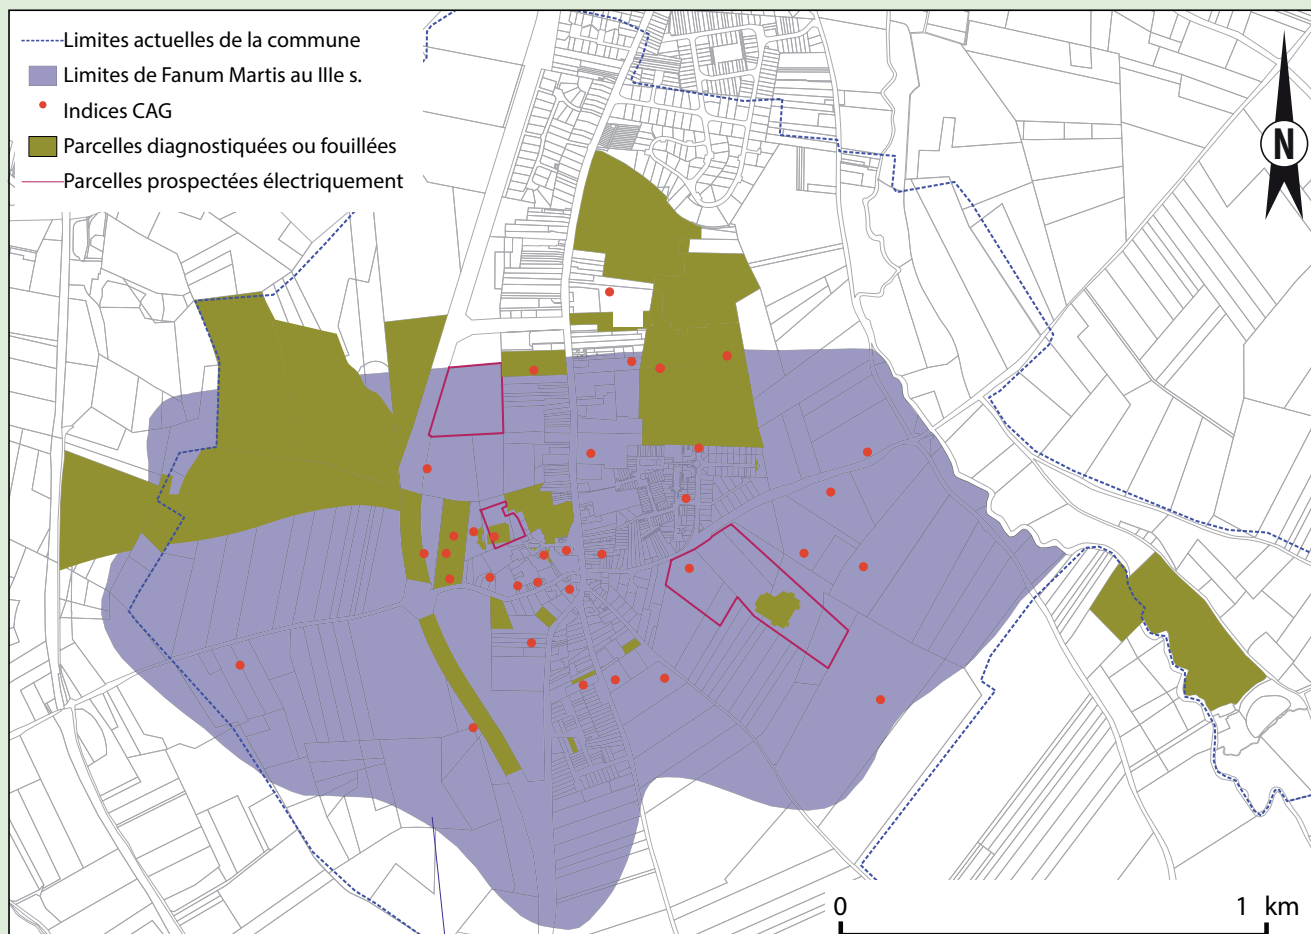 Limites actuelles de la commune
Limites de Fanum Martis au IIIe s.
Indices CAG
Parcelles diagnostiquées ou fouillées
Parcelles prospectées électriquement
N
0 1 km